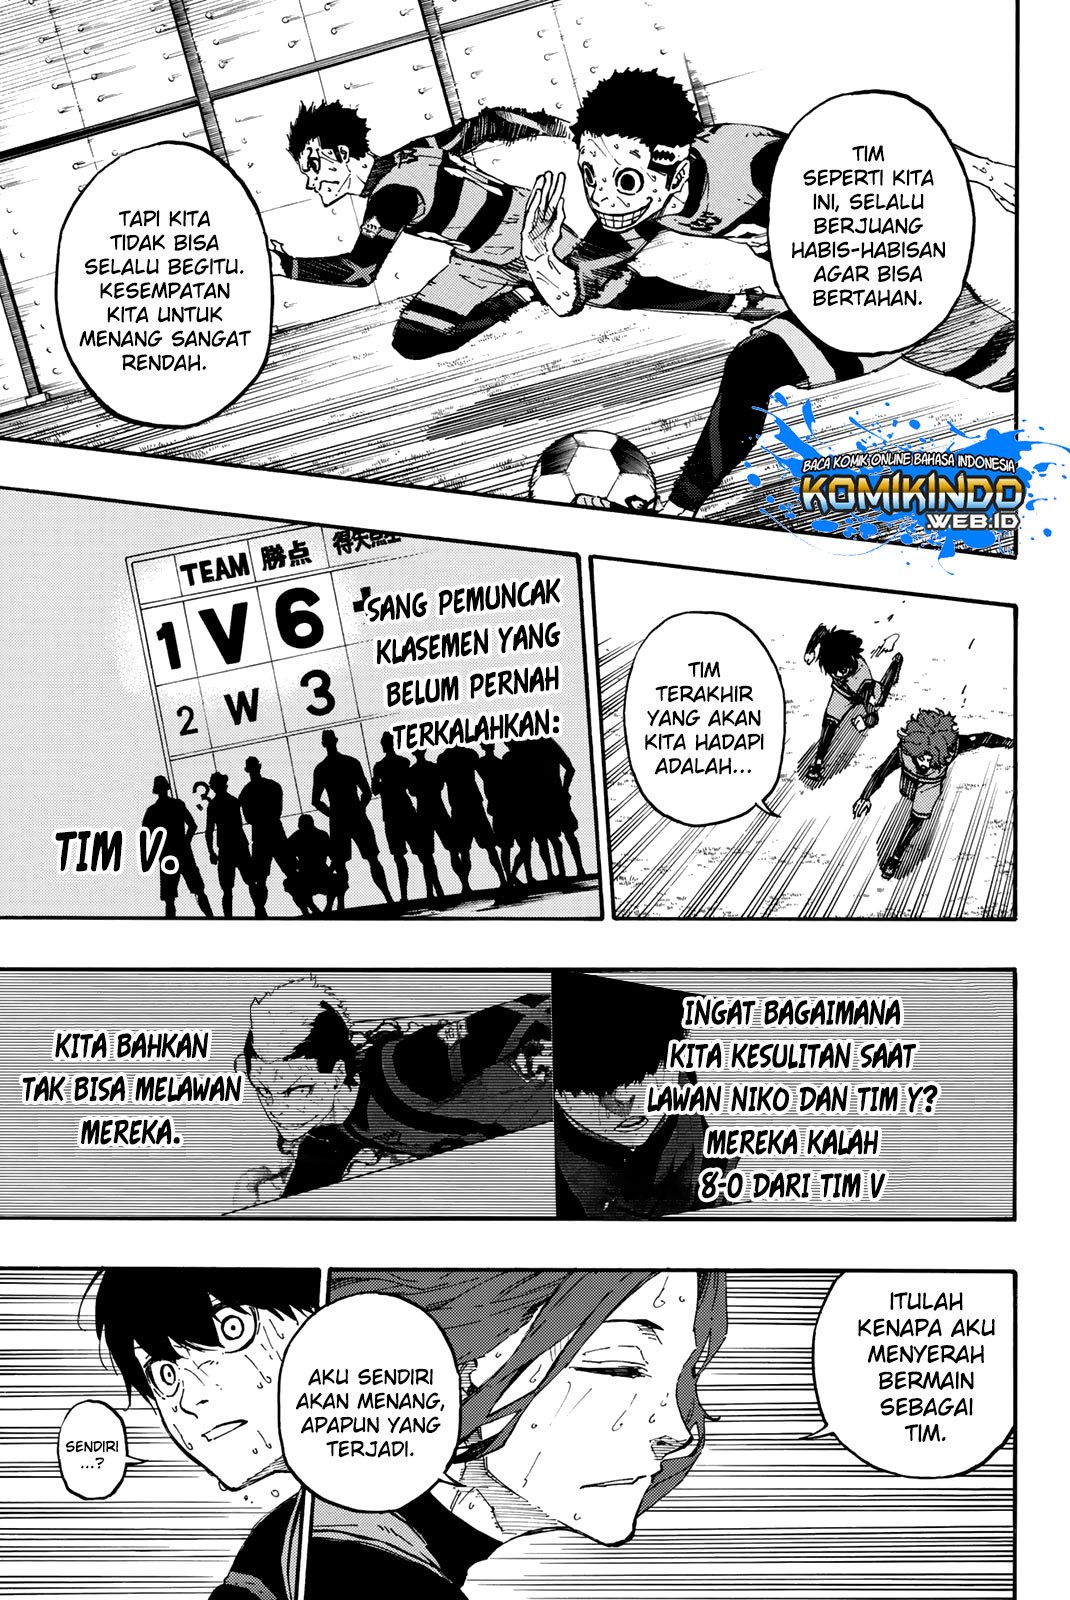 TIM
SEPERTI KITA
INI, SELALU
BERJUANG
HABIS-HABISAN
AGAR BISA
BERTAHAN.
TAPI KITA
TIDAK BISA
SELALU BEGITU.
KESEMPATAN
KITA UNTUK
MENANG SANGAT
RENDAH.
BACA KOMIK ONLINE BAHASA INDONESIA
KOMIKINDO
.WEB.ID
TIM
TERAKHIR
YANG AKAN
KITA HADAPI
ADALAH...
TEAM 勝点 得失点
1 V 6 +
2 W 3
3
SANG PEMUNCAK
KLASEMEN YANG
BELUM PERNAH
TERKALAHKAN:
TIM V.
INGAT BAGAIMANA
KITA KESULITAN SAAT
LAWAN NIKO DAN TIM Y?
MEREKA KALAH
8-0 DARI TIM V
KITA BAHKAN
TAK BISA MELAWAN
MEREKA.
ITULAH
KENAPA AKU
MENYERAH
BERMAIN
SEBAGAI
TIM.
AKU SENDIRI
AKAN MENANG,
APAPUN YANG
TERJADI.
SENDIRI
...?